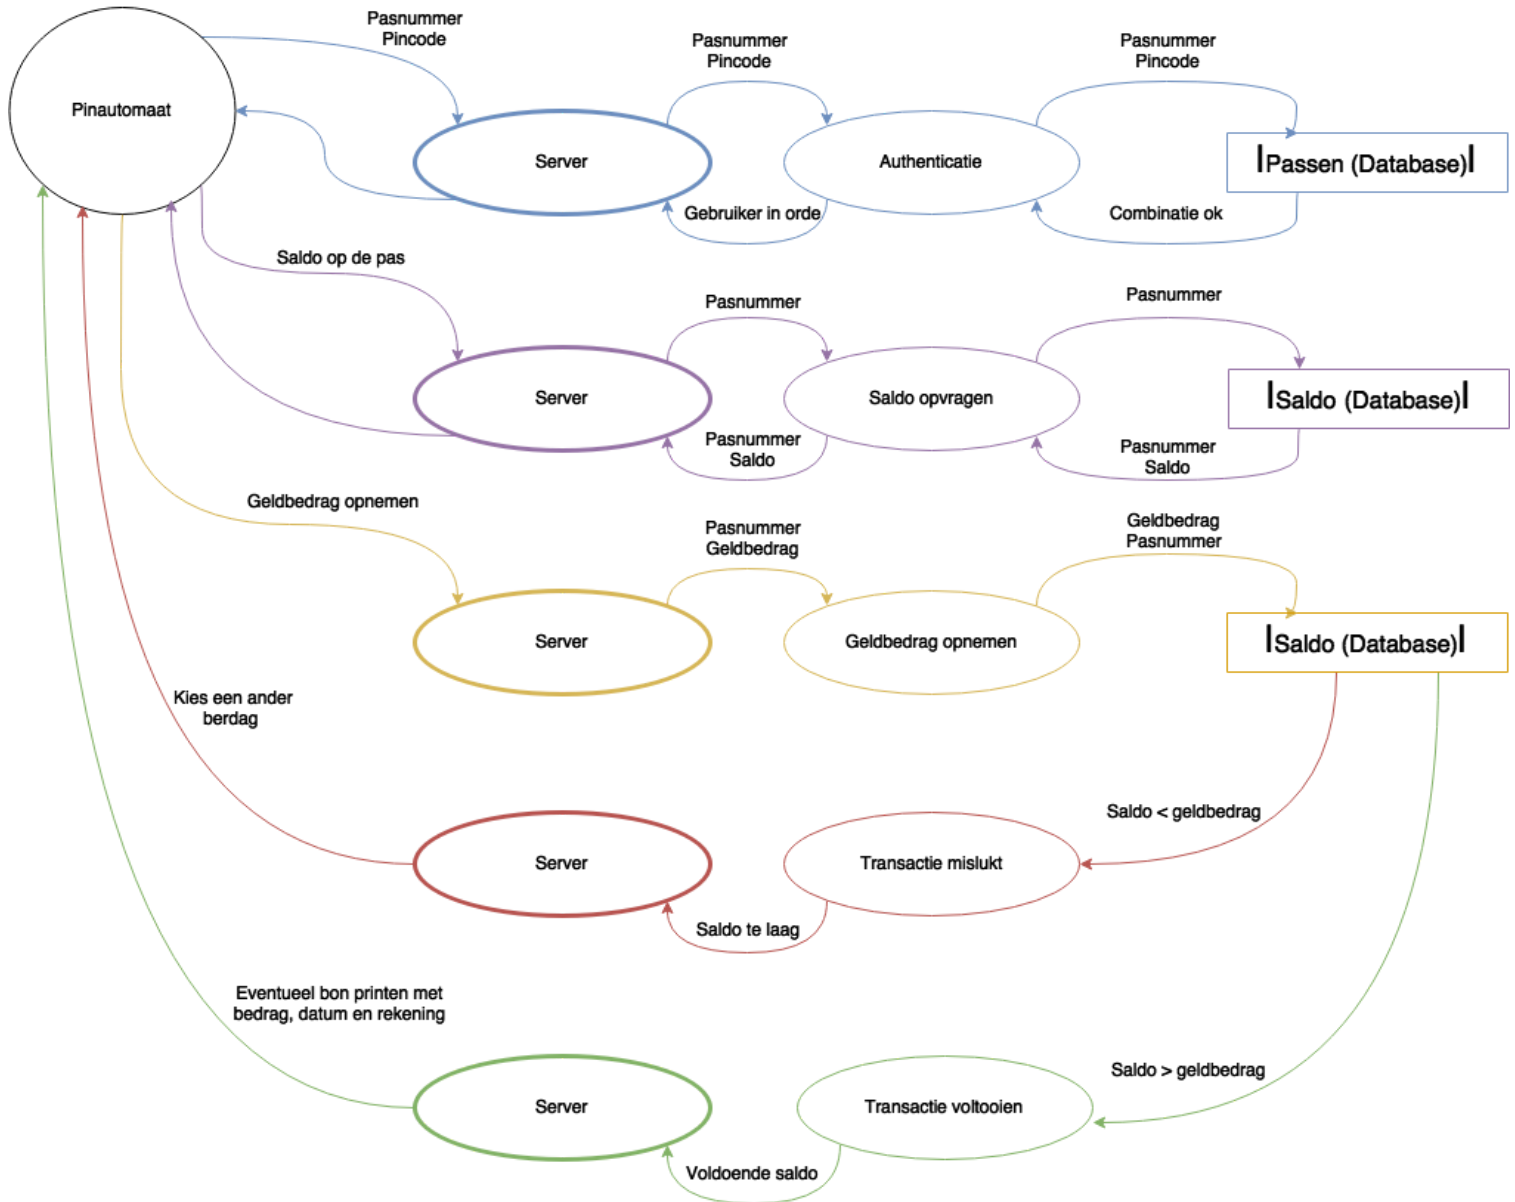 Pasnummer
Pincode
Pasnummer
Pincode
Pasnummer
Pincode
Pinautomaat
Server
Authenticatie
|Passen (Database)|
Gebruiker in orde
Combinatie ok
Saldo op de pas
Pasnummer
Pasnummer
Server
Saldo opvragen
|Saldo (Database)|
Pasnummer
Saldo
Pasnummer
Saldo
Geldbedrag opnemen
Pasnummer
Geldbedrag
Geldbedrag
Pasnummer
Server
Geldbedrag opnemen
|Saldo (Database)|
Kies een ander
berdag
Saldo < geldbedrag
Server
Transactie mislukt
Saldo te laag
Eventueel bon printen met
bedrag, datum en rekening
Saldo > geldbedrag
Server
Transactie voltooien
Voldoende saldo